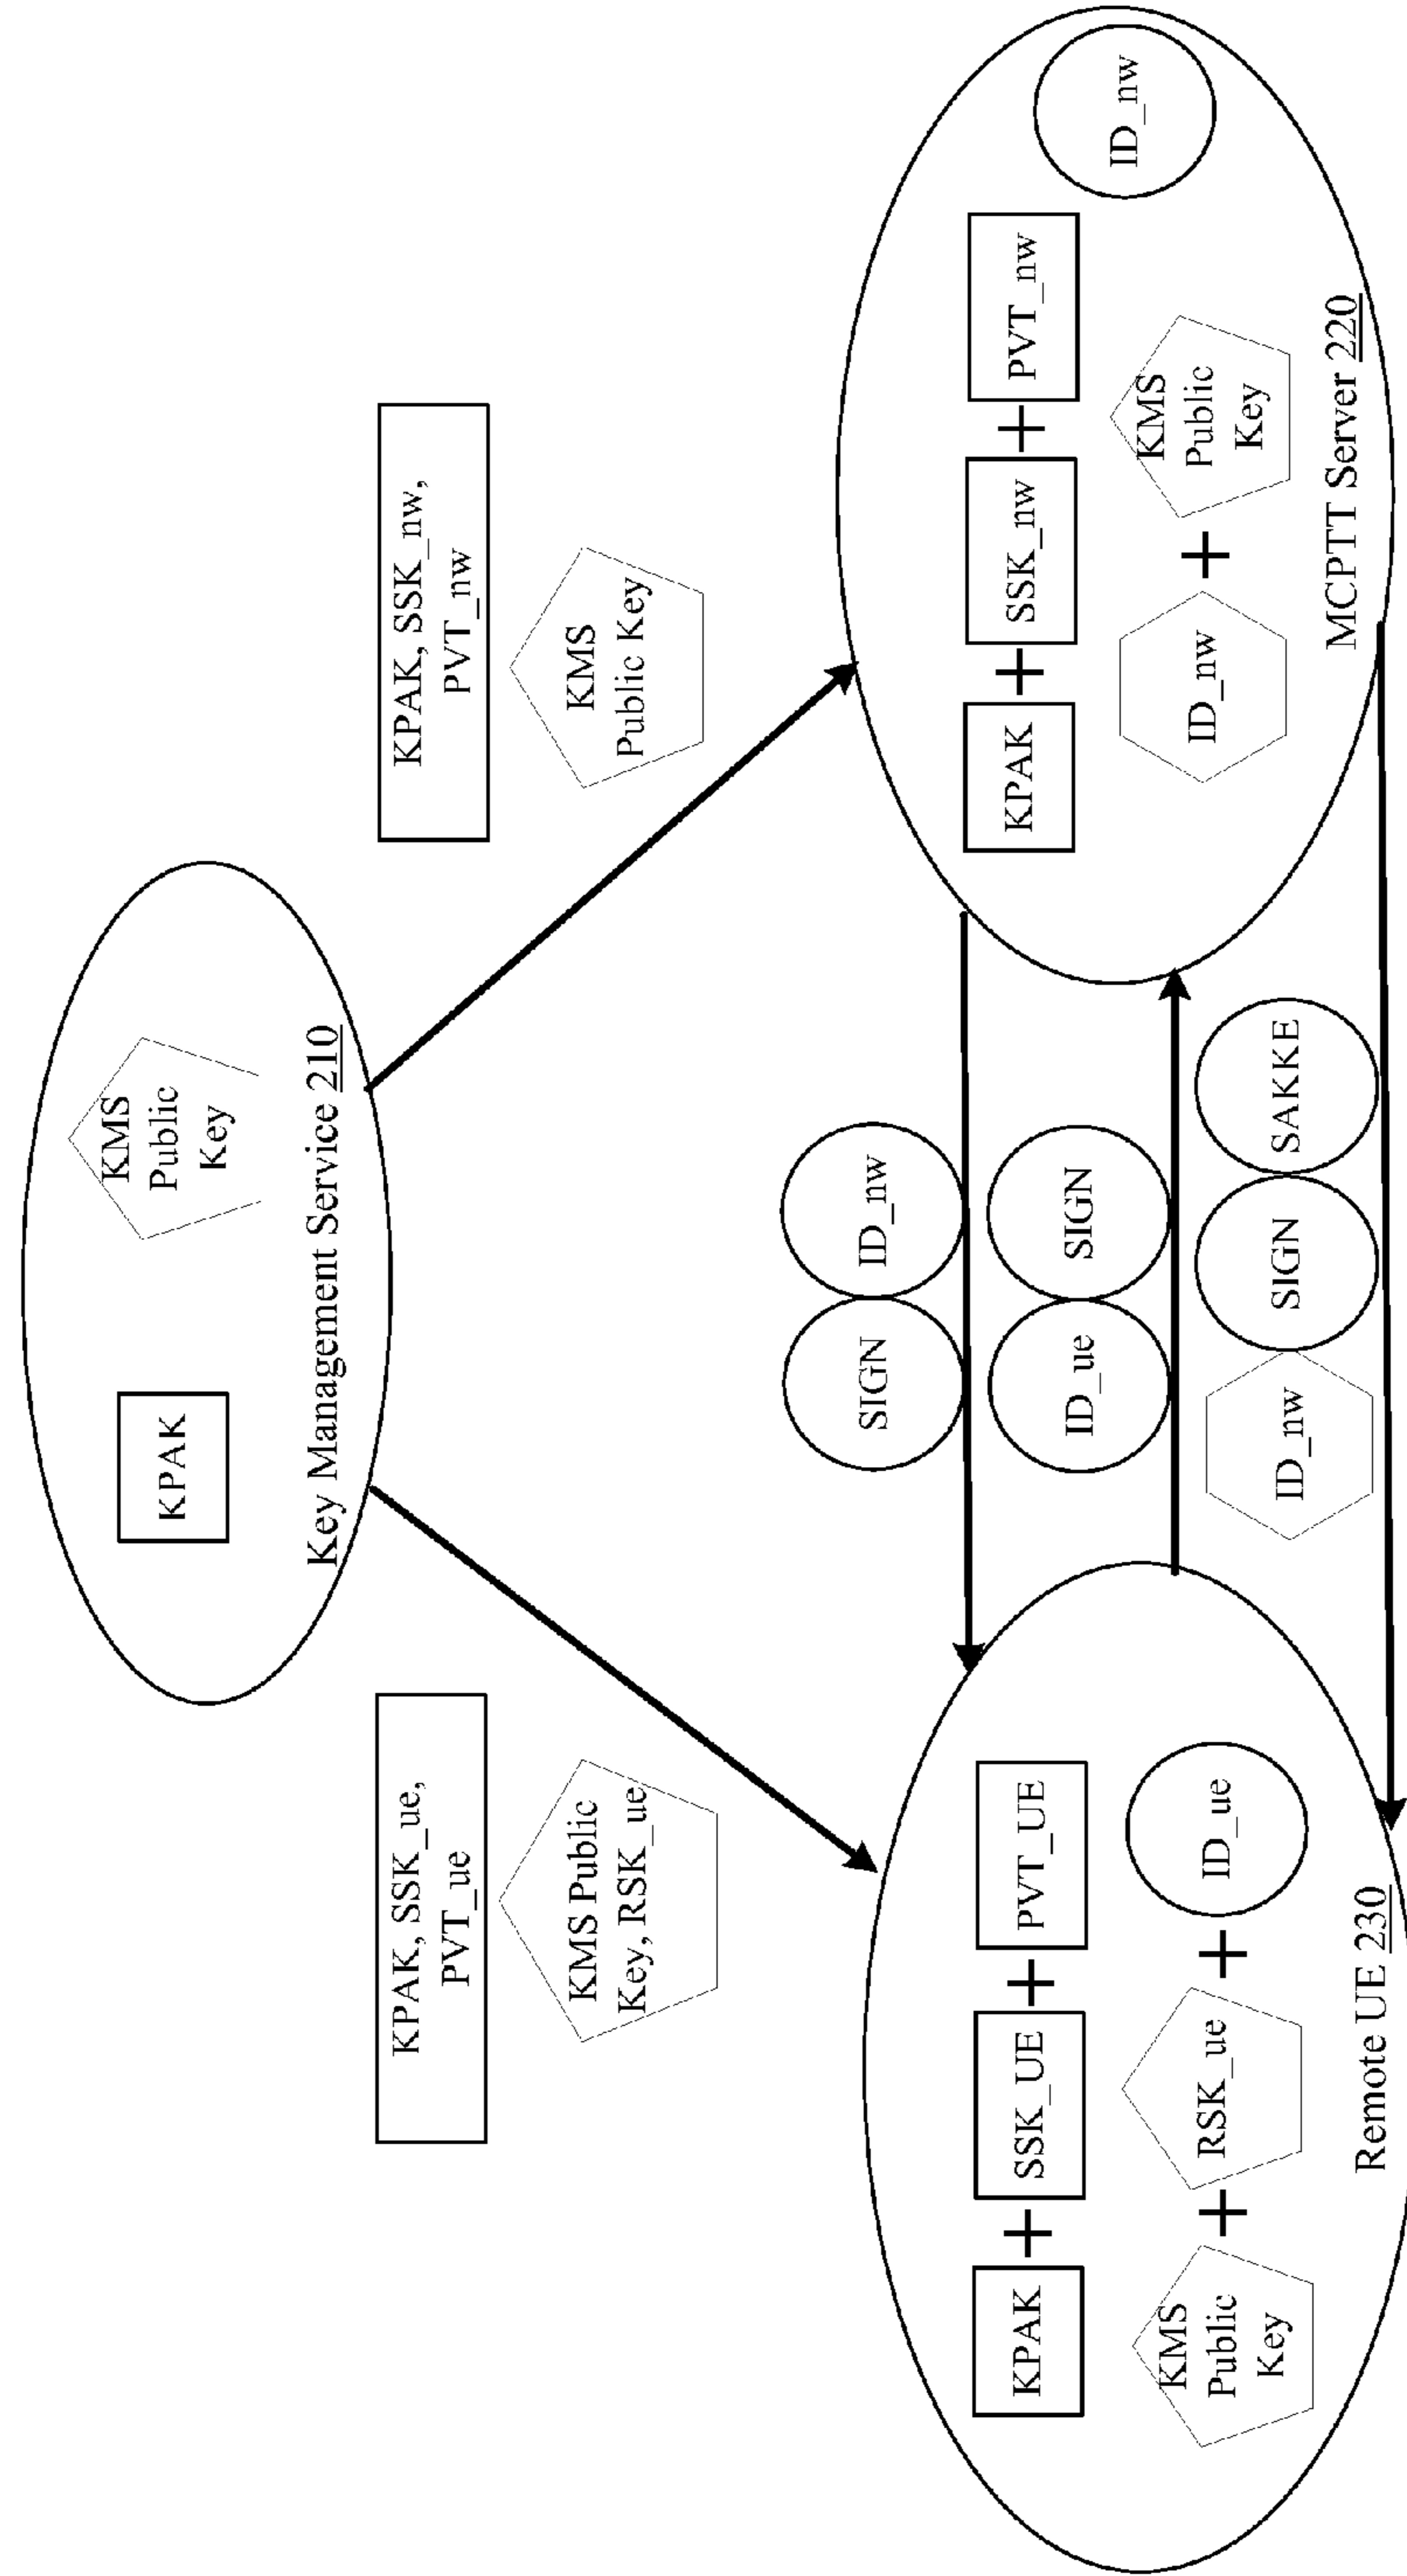 KPAK
KMS
Public
Key
Key Management Service 210
KPAK, SSK_ue,
PVT_ue
KMS Public
Key, RSK_ue
KPAK, SSK_nw,
PVT_nw
KMS
Public Key
SIGN
ID_nw
ID_ue
SIGN
ID_nw
SIGN
SAKKE
KPAK
+
SSK_UE
+
PVT_UE
KMS
Public
Key
+
RSK_ue
+
ID_ue
Remote UE 230
KPAK
+
SSK_nw
+
PVT_nw
ID_nw
ID_nw
+
KMS
Public
Key
MCPTT Server 220